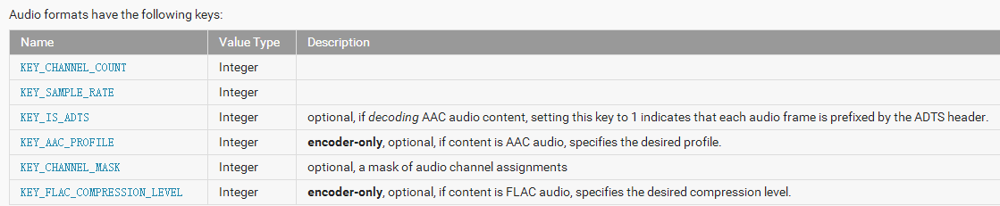 Audio formats have the following keys:
Name Value Type Description
KEY_CHANNEL_COUNT Integer
KEY_SAMPLE_RATE Integer
KEY_IS_ADTS Integer optional, if decoding AAC audio content, setting this key to 1 indicates that each audio frame is prefixed by the ADTS header.
KEY_AAC_PROFILE Integer encoder-only, optional, if content is AAC audio, specifies the desired profile.
KEY_CHANNEL_MASK Integer optional, a mask of audio channel assignments
KEY_FLAC_COMPRESSION_LEVEL Integer encoder-only, optional, if content is FLAC audio, specifies the desired compression level.